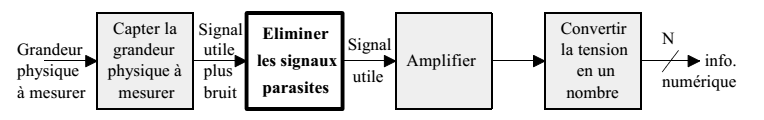 Grandeur
physique
à mesurer
Capter la
grandeur
physique à
mesurer
Signal
utile
plus
bruit
Eliminer
les signaux
parasites
Signal
utile
Amplifier
Convertir
la tension
en un
nombre
N
info.
numérique